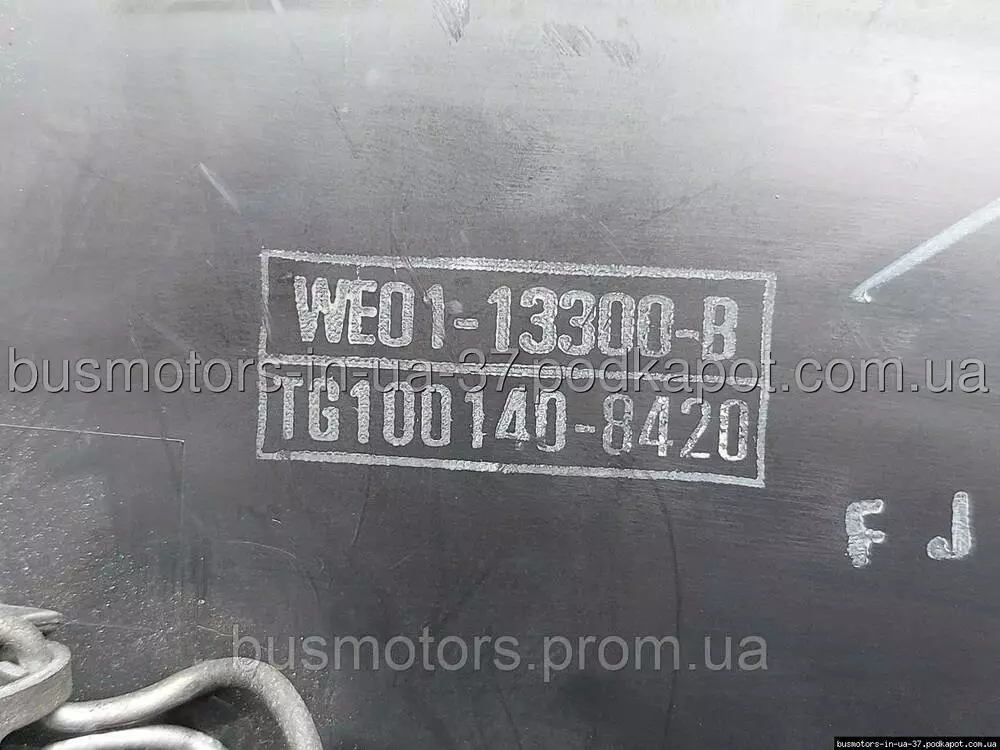 WE01-13300-B
busmotors-in-ua-37.podkapot.com.ua
TG100140-8420
F J
busmotors.prom.ua
busmotors-in-ua-37.podkapot.com.ua